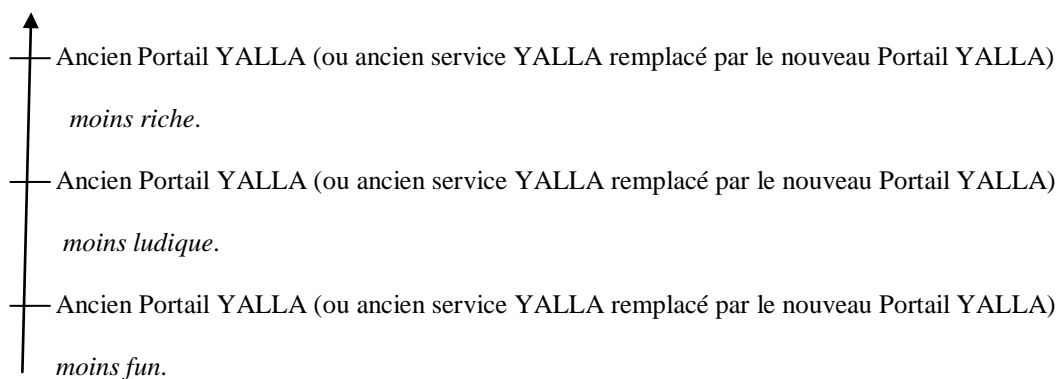 Ancien Portail YALLA (ou ancien service YALLA remplacé par le nouveau Portail YALLA)
moins riche.
Ancien Portail YALLA (ou ancien service YALLA remplacé par le nouveau Portail YALLA)
moins ludique.
Ancien Portail YALLA (ou ancien service YALLA remplacé par le nouveau Portail YALLA)
moins fun.